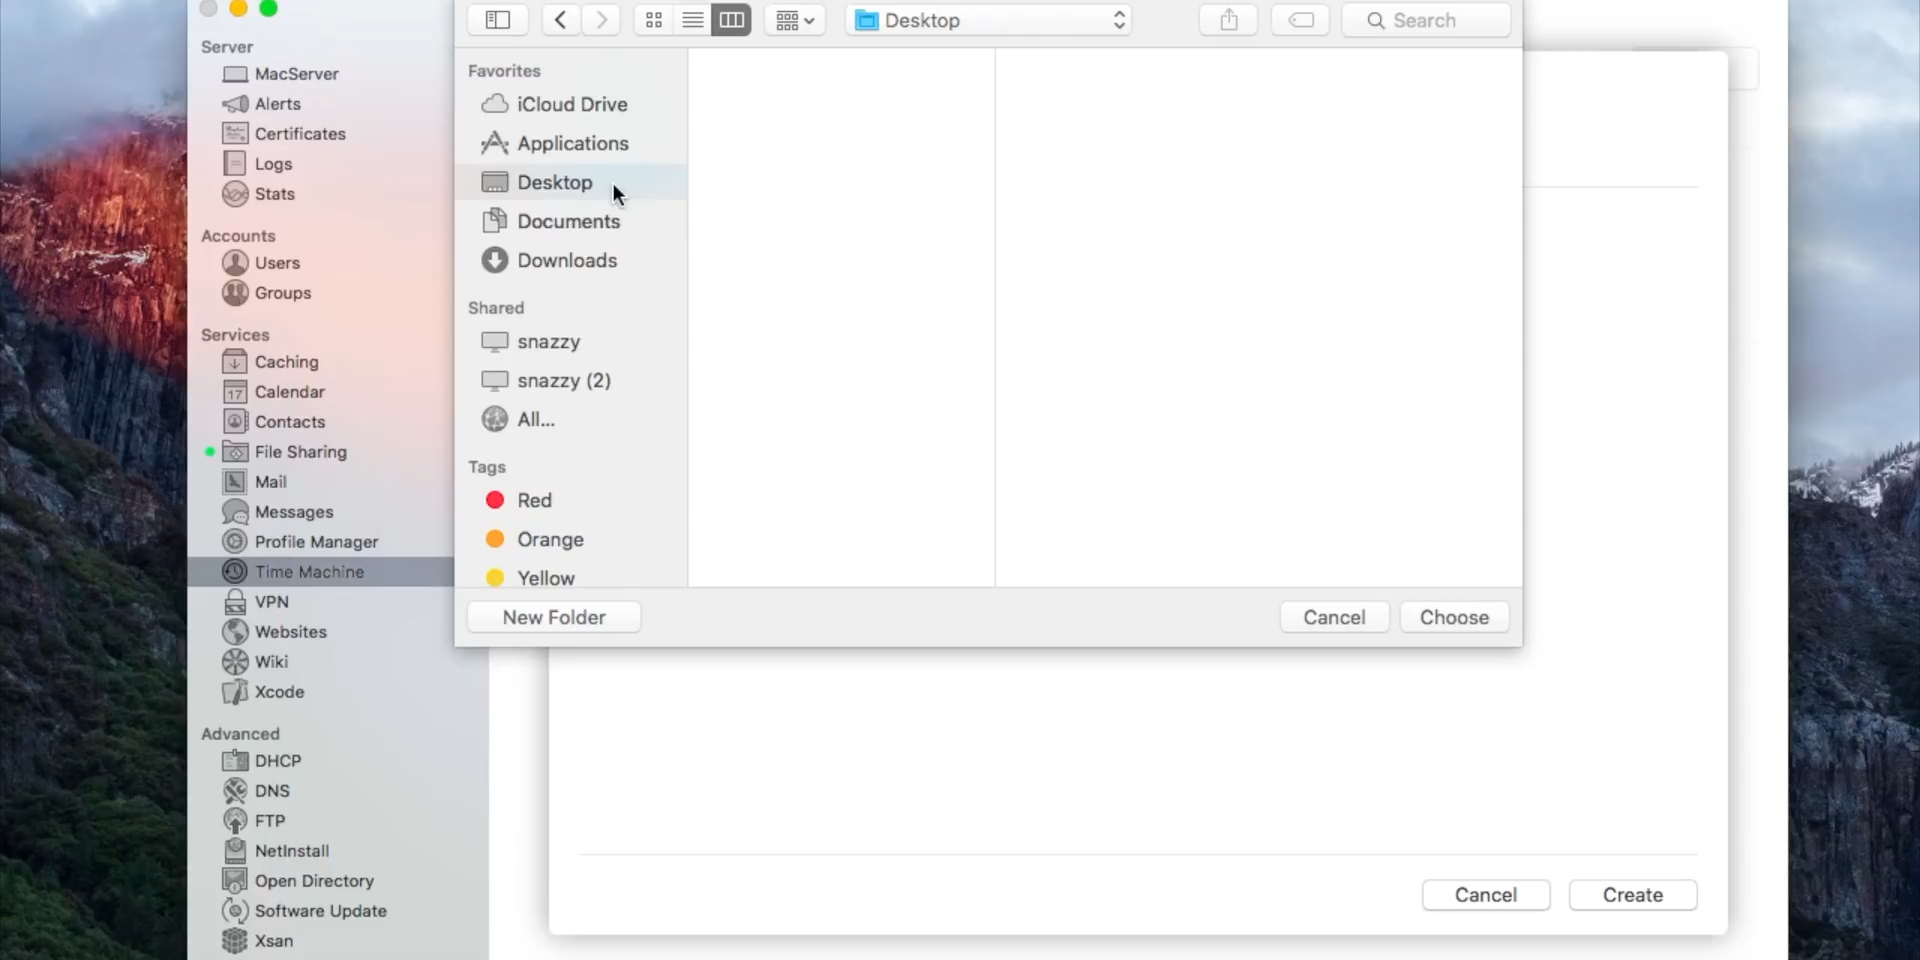 Desktop
Search
Server
MacServer
Alerts
Certificates
Logs
Stats
Accounts
Users
Groups
Services
Caching
17 Calendar
Contacts
File Sharing
Mail
Messages
Profile Manager
Time Machine
VPN
Websites
Wiki
Xcode
Advanced
DHCP
DNS
FTP
NetInstall
Open Directory
Software Update
Xsan
Favorites
iCloud Drive
Applications
Desktop
Documents
Downloads
Shared
snazzy
snazzy (2)
All...
Tags
Red
Orange
Yellow
New Folder
Cancel
Choose
Cancel
Create